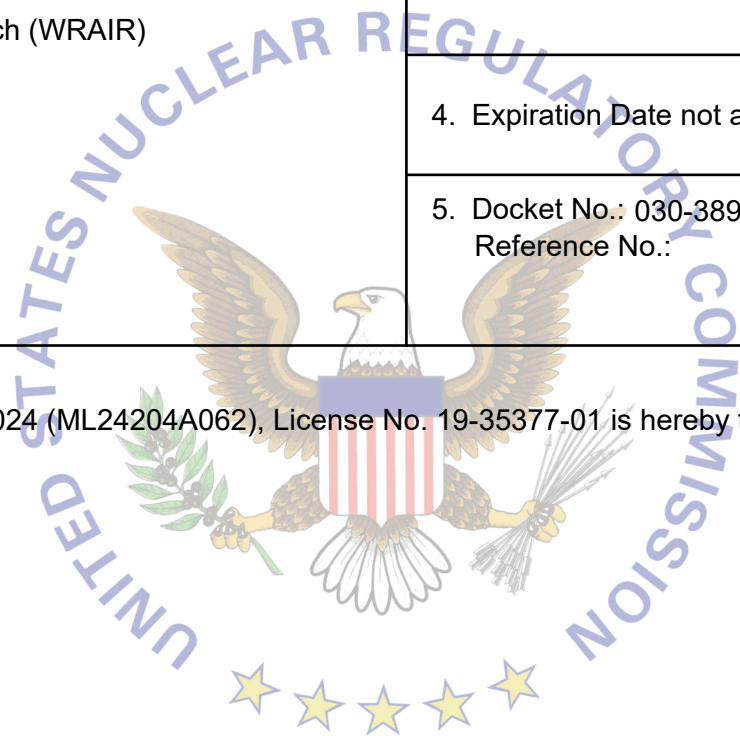 ch (WRAIR)
4. Expiration Date not a
5. Docket No.: 030-389
Reference No.:
024 (ML24204A062), License No. 19-35377-01 is hereby t
UNITED STATES NUCLEAR REGULATORY COMMISSION